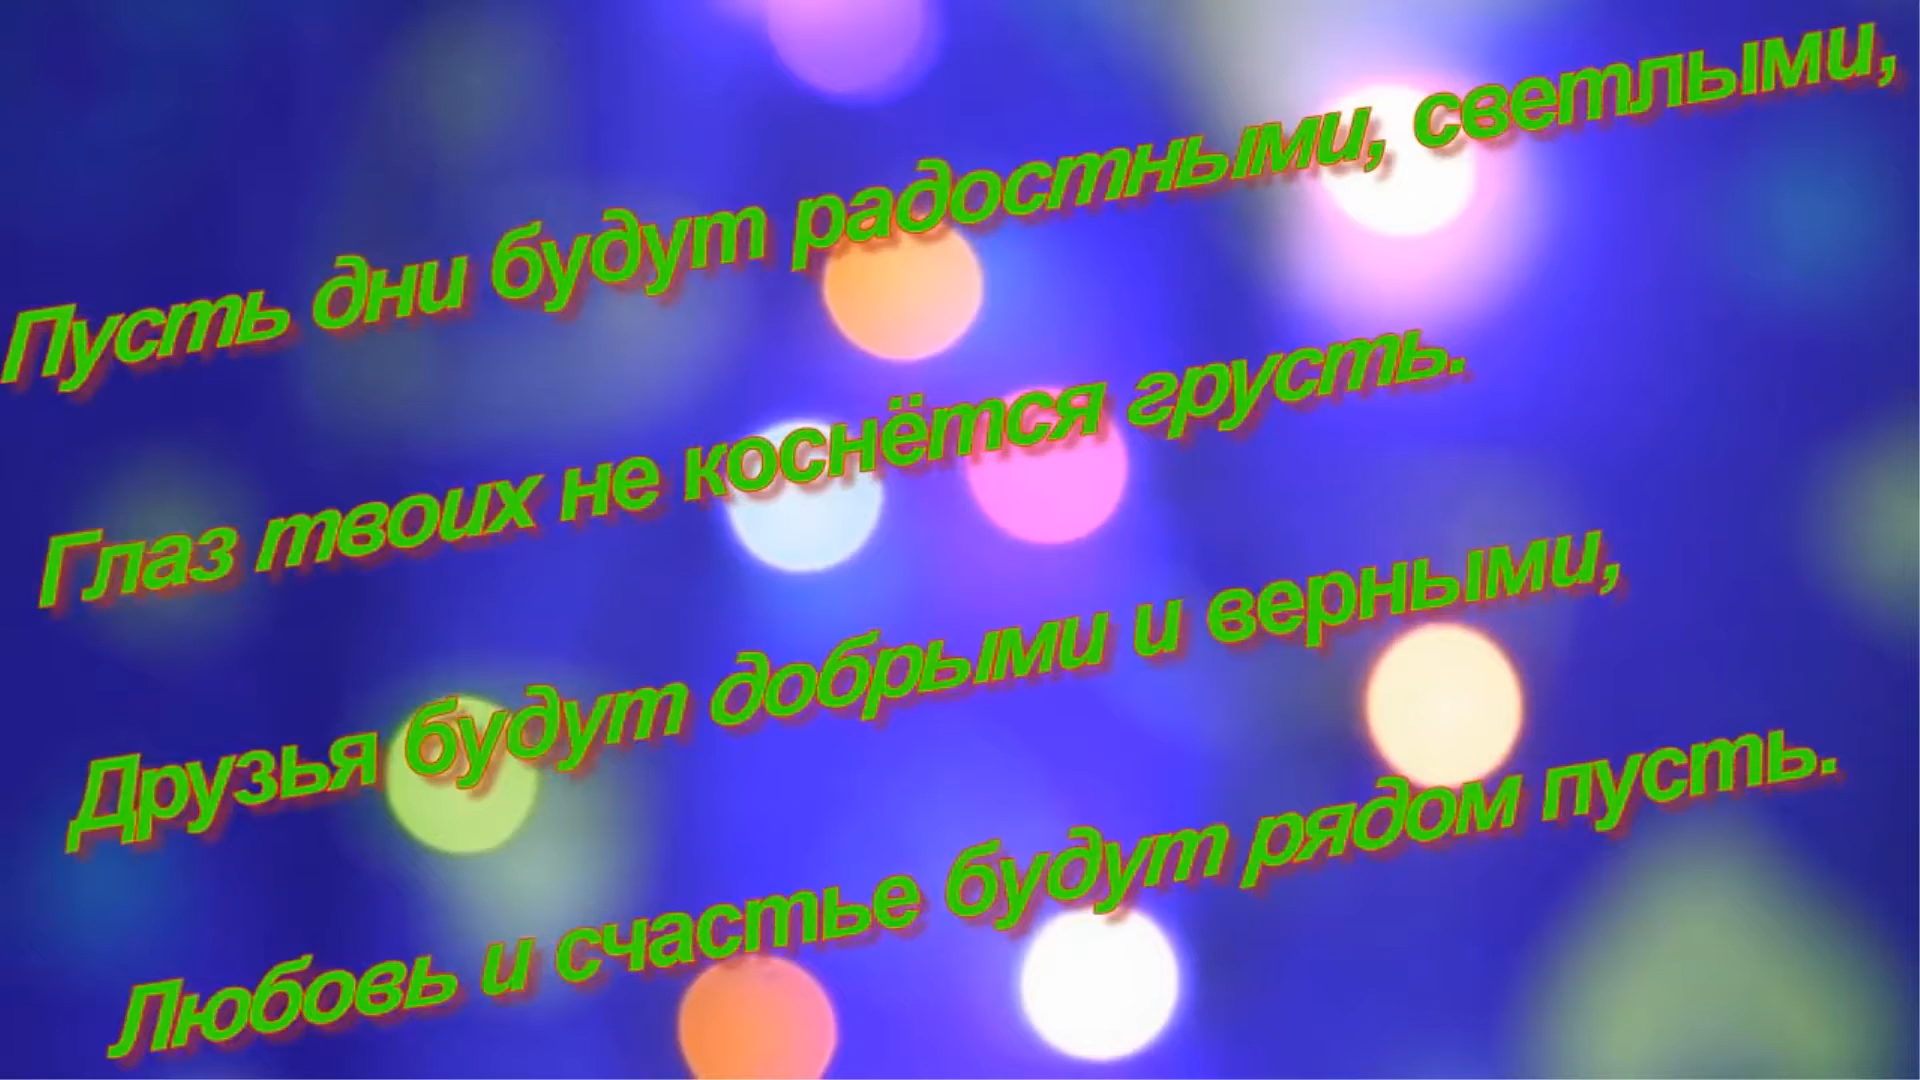 Пусть дни будут радостными, светлыми,
Глаз твоих не коснётся грусть.
Друзья будут добрыми и верными,
Любовь и счастье будут рядом пусть.